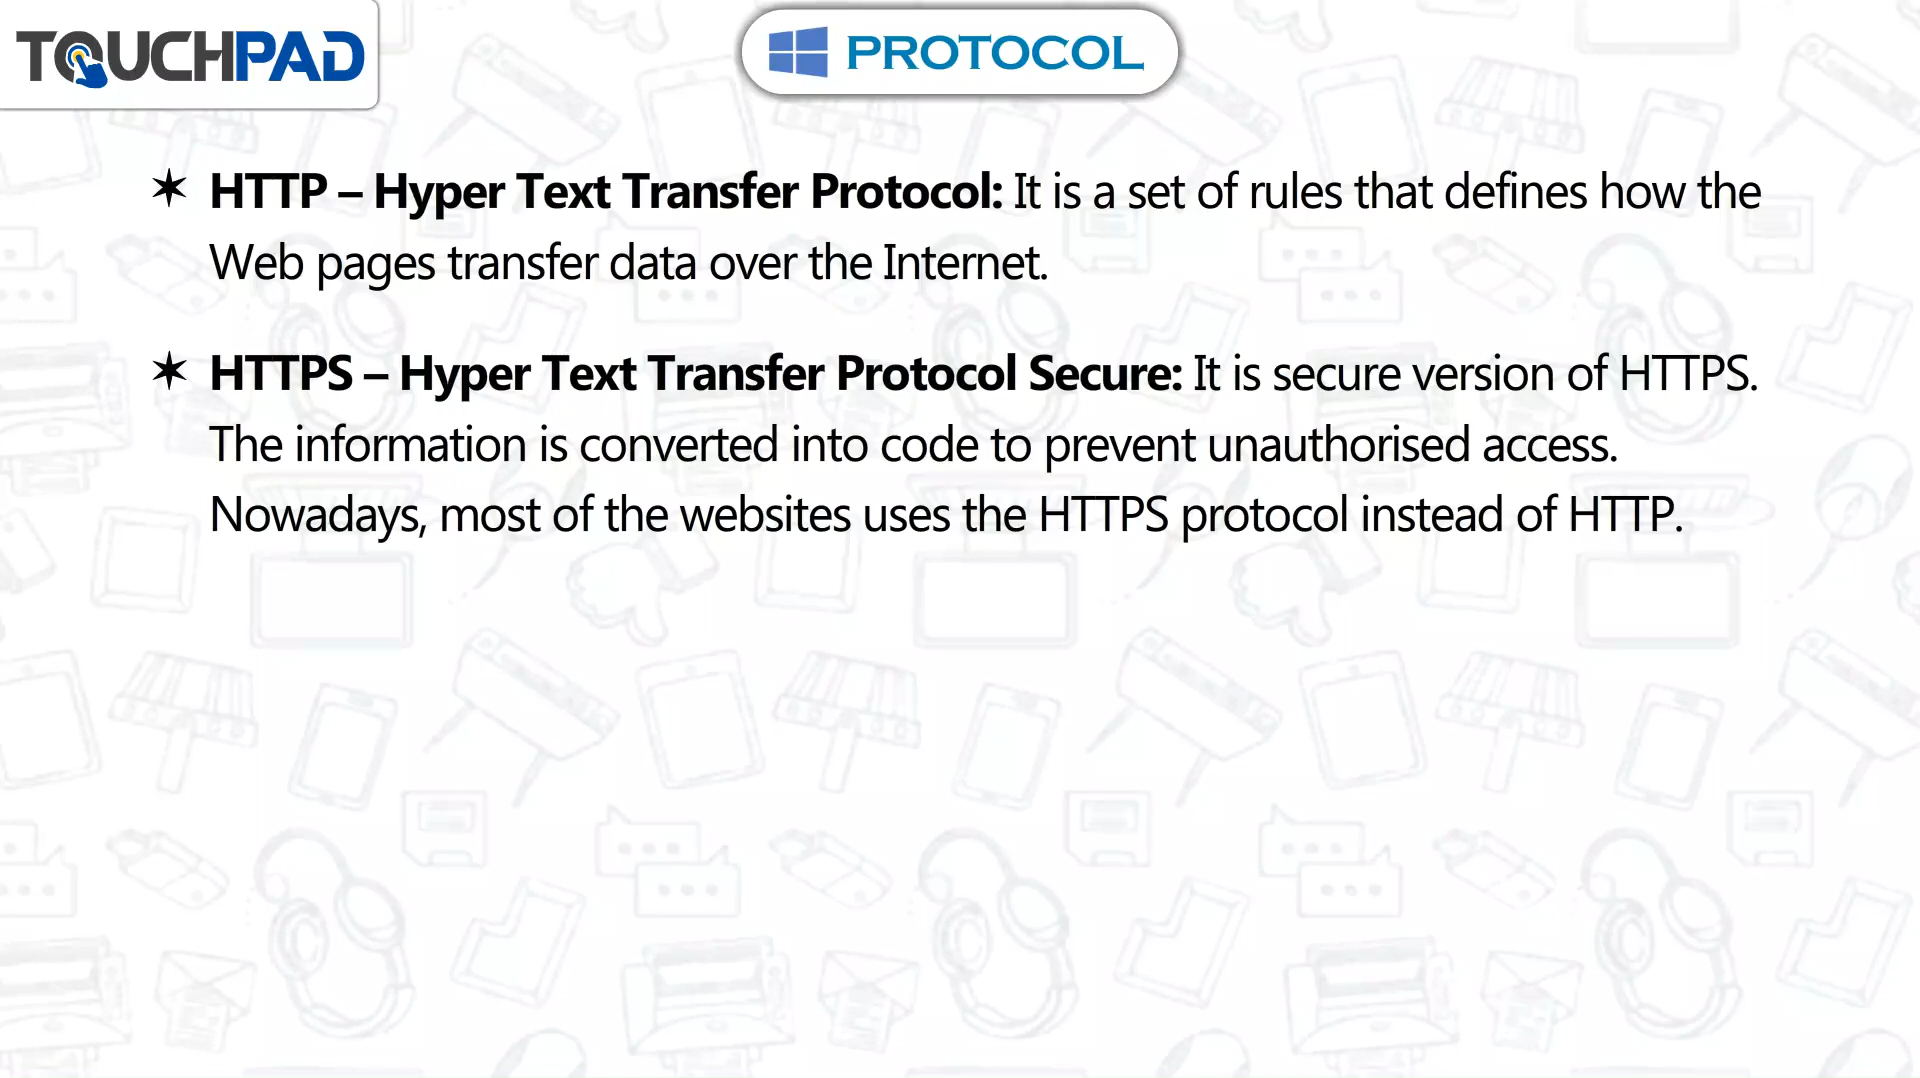 TOUCHPAD
PROTOCOL
✶ HTTP – Hyper Text Transfer Protocol: It is a set of rules that defines how the
Web pages transfer data over the Internet.
✶ HTTPS – Hyper Text Transfer Protocol Secure: It is secure version of HTTPS.
The information is converted into code to prevent unauthorised access.
Nowadays, most of the websites uses the HTTPS protocol instead of HTTP.